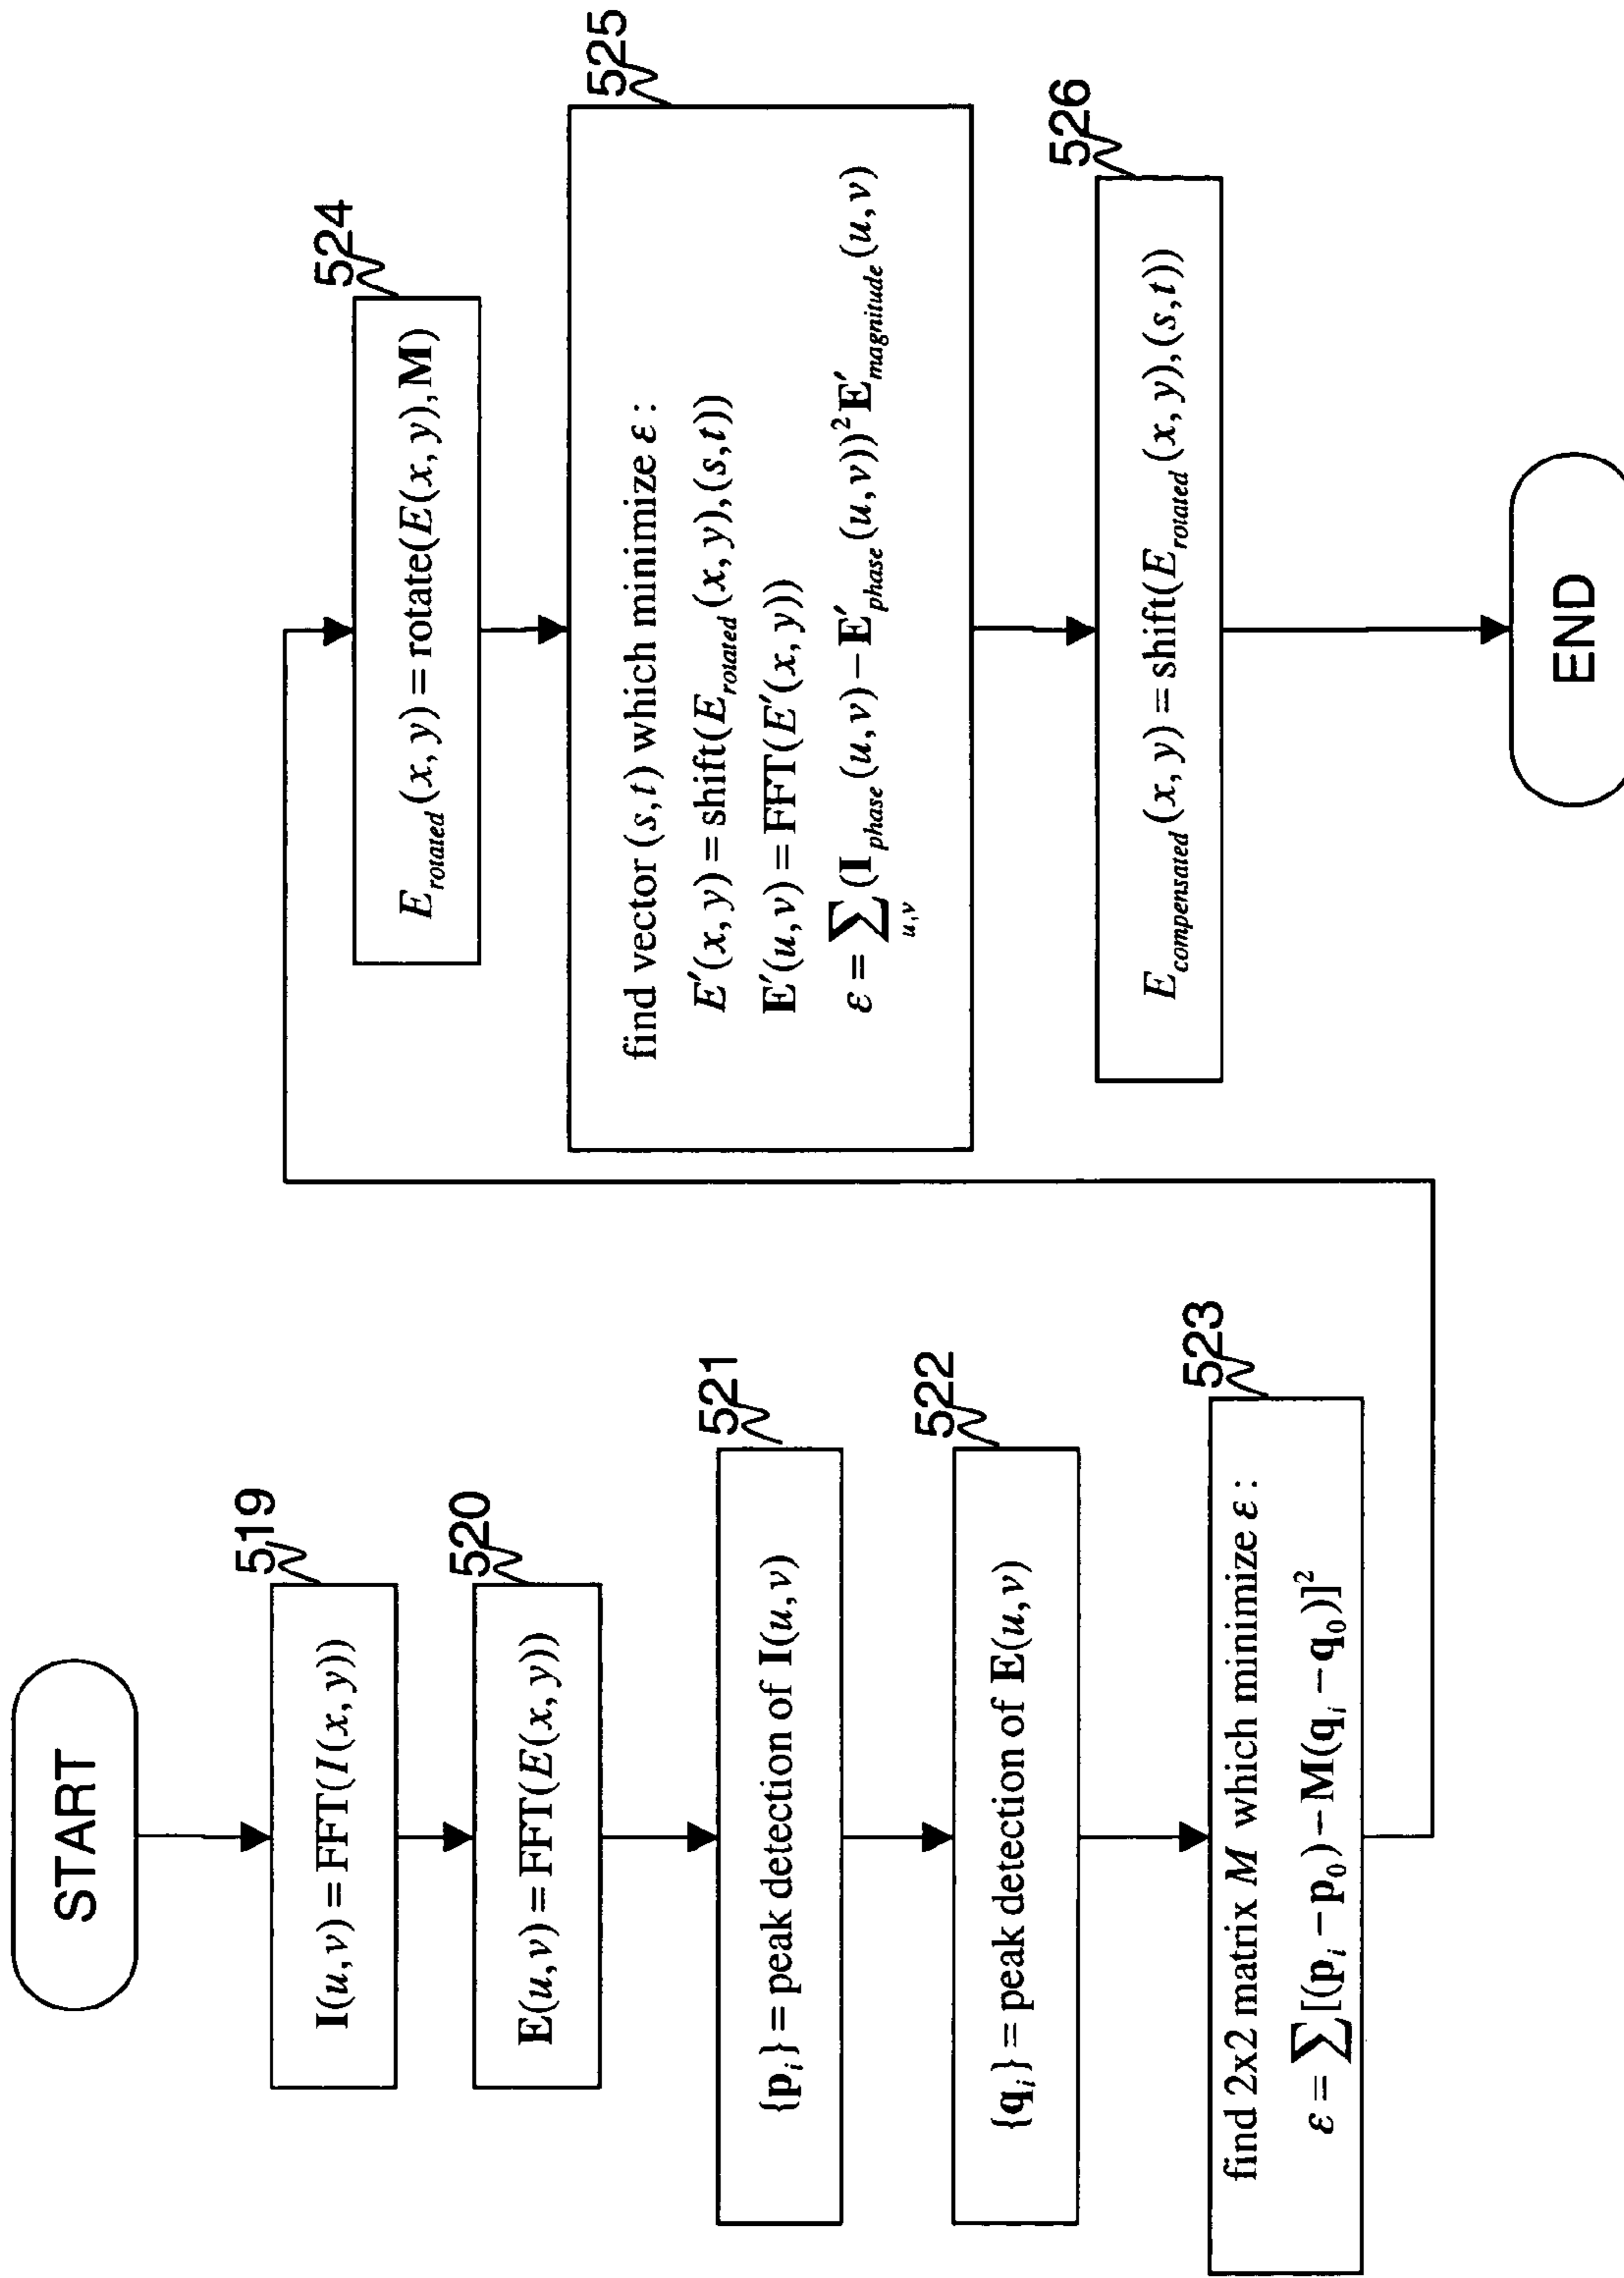 START
519
I(u,v) = FFT(I(x,y))
520
E(u,v) = FFT(E(x,y))
521
{p_i} = peak detection of I(u,v)
522
{q_i} = peak detection of E(u,v)
523
find 2x2 matrix M which minimize ε :
ε = ∑[(p_i − p_0) − M(q_i − q_0)]²
524
E_rotated(x,y) = rotate(E(x,y),M)
525
find vector (s,t) which minimize ε :
E′(x,y) = shift(E_rotated(x,y),(s,t))
E′(u,v) = FFT(E′(x,y))
ε = ∑_u,v (I_phase(u,v) − E′_phase(u,v))² E′_magnitude(u,v)
526
E_compensated(x,y) = shift(E_rotated(x,y),(s,t))
END